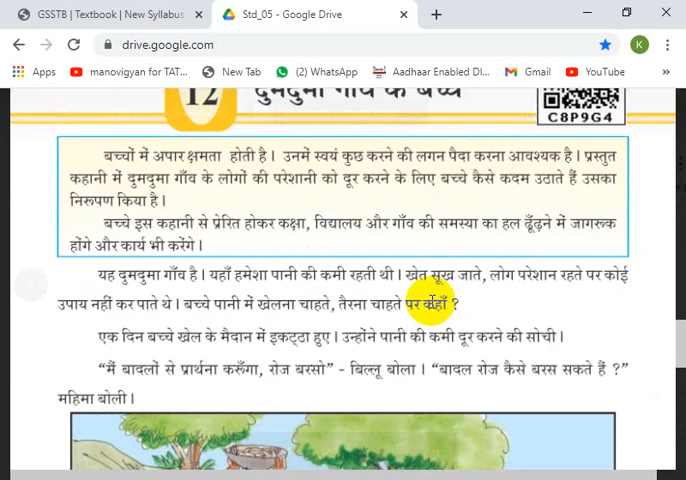 GSSTB | Textbook | New Syllabus
Std_05 - Google Drive
drive.google.com
K
Apps
manovigyan for TAT...
New Tab
(2) WhatsApp
Aadhaar Enabled DI...
Gmail
YouTube
»
12 दुमदुमा गाँव के बच्चे
C8P9G4
बच्चों में अपार क्षमता होती है। उनमें स्वयं कुछ करने की लगन पैदा करना आवश्यक है। प्रस्तुत
कहानी में दुमदुमा गाँव के लोगों की परेशानी को दूर करने के लिए बच्चे कैसे कदम उठाते हैं उसका
निरूपण किया है।
बच्चे इस कहानी से प्रेरित होकर कक्षा, विद्यालय और गाँव की समस्या का हल ढूँढ़ने में जागरूक
होंगे और कार्य भी करेंगे।
यह दुमदुमा गाँव है। यहाँ हमेशा पानी की कमी रहती थी। खेत सूख जाते, लोग परेशान रहते पर कोई
उपाय नहीं कर पाते थे। बच्चे पानी में खेलना चाहते, तैरना चाहते पर कहाँ ?
एक दिन बच्चे खेल के मैदान में इकट्ठा हुए। उन्होंने पानी की कमी दूर करने की सोची।
“मैं बादलों से प्रार्थना करूँगा, रोज बरसो” - बिल्लू बोला। “बादल रोज कैसे बरस सकते हैं ?”
महिमा बोली।